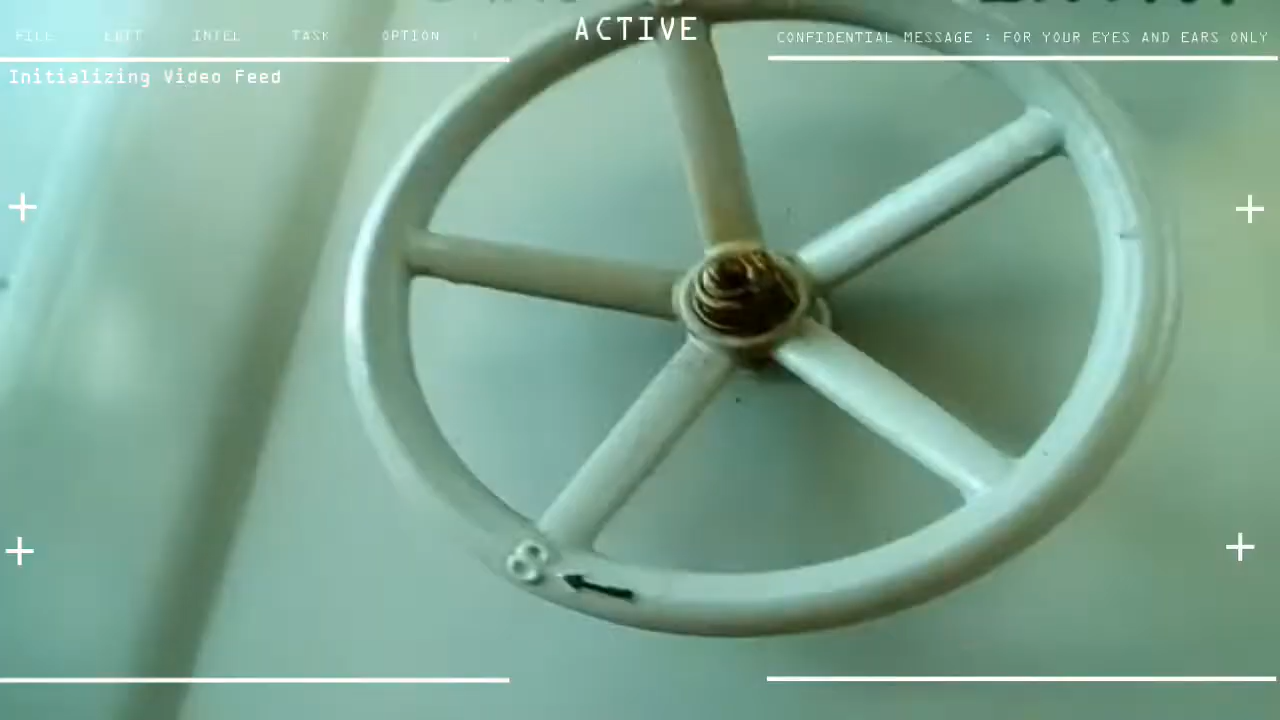 FILE EDIT INTEL TASK OPTION
ACTIVE
CONFIDENTIAL MESSAGE : FOR YOUR EYES AND EARS ONLY
Initializing Video Feed
8